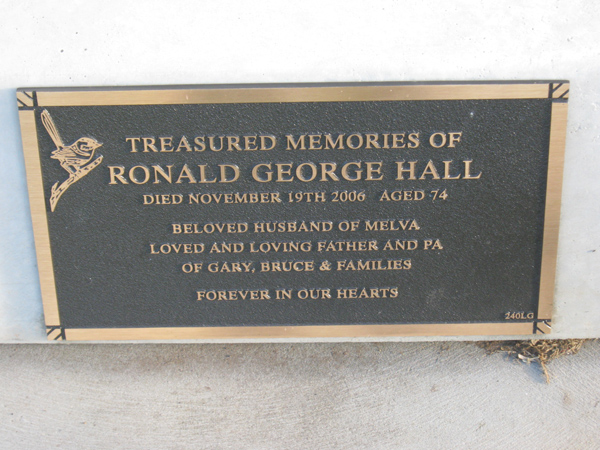 TREASURED MEMORIES OF
RONALD GEORGE HALL
DIED NOVEMBER 19TH 2006 AGED 74
BELOVED HUSBAND OF MELVA
LOVED AND LOVING FATHER AND PA
OF GARY, BRUCE & FAMILIES
FOREVER IN OUR HEARTS
240LG